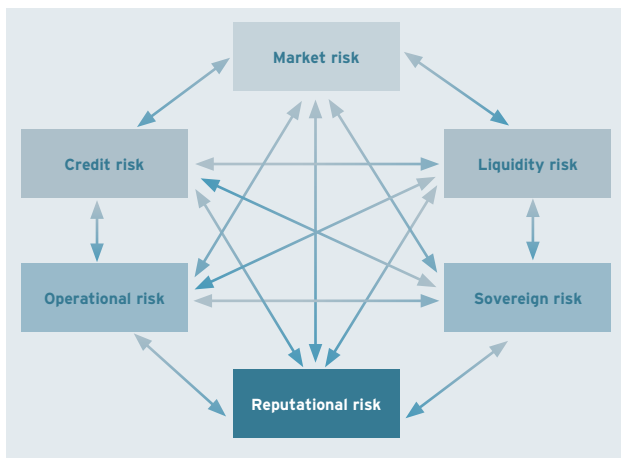 Market risk
Credit risk
Liquidity risk
Operational risk
Sovereign risk
Reputational risk